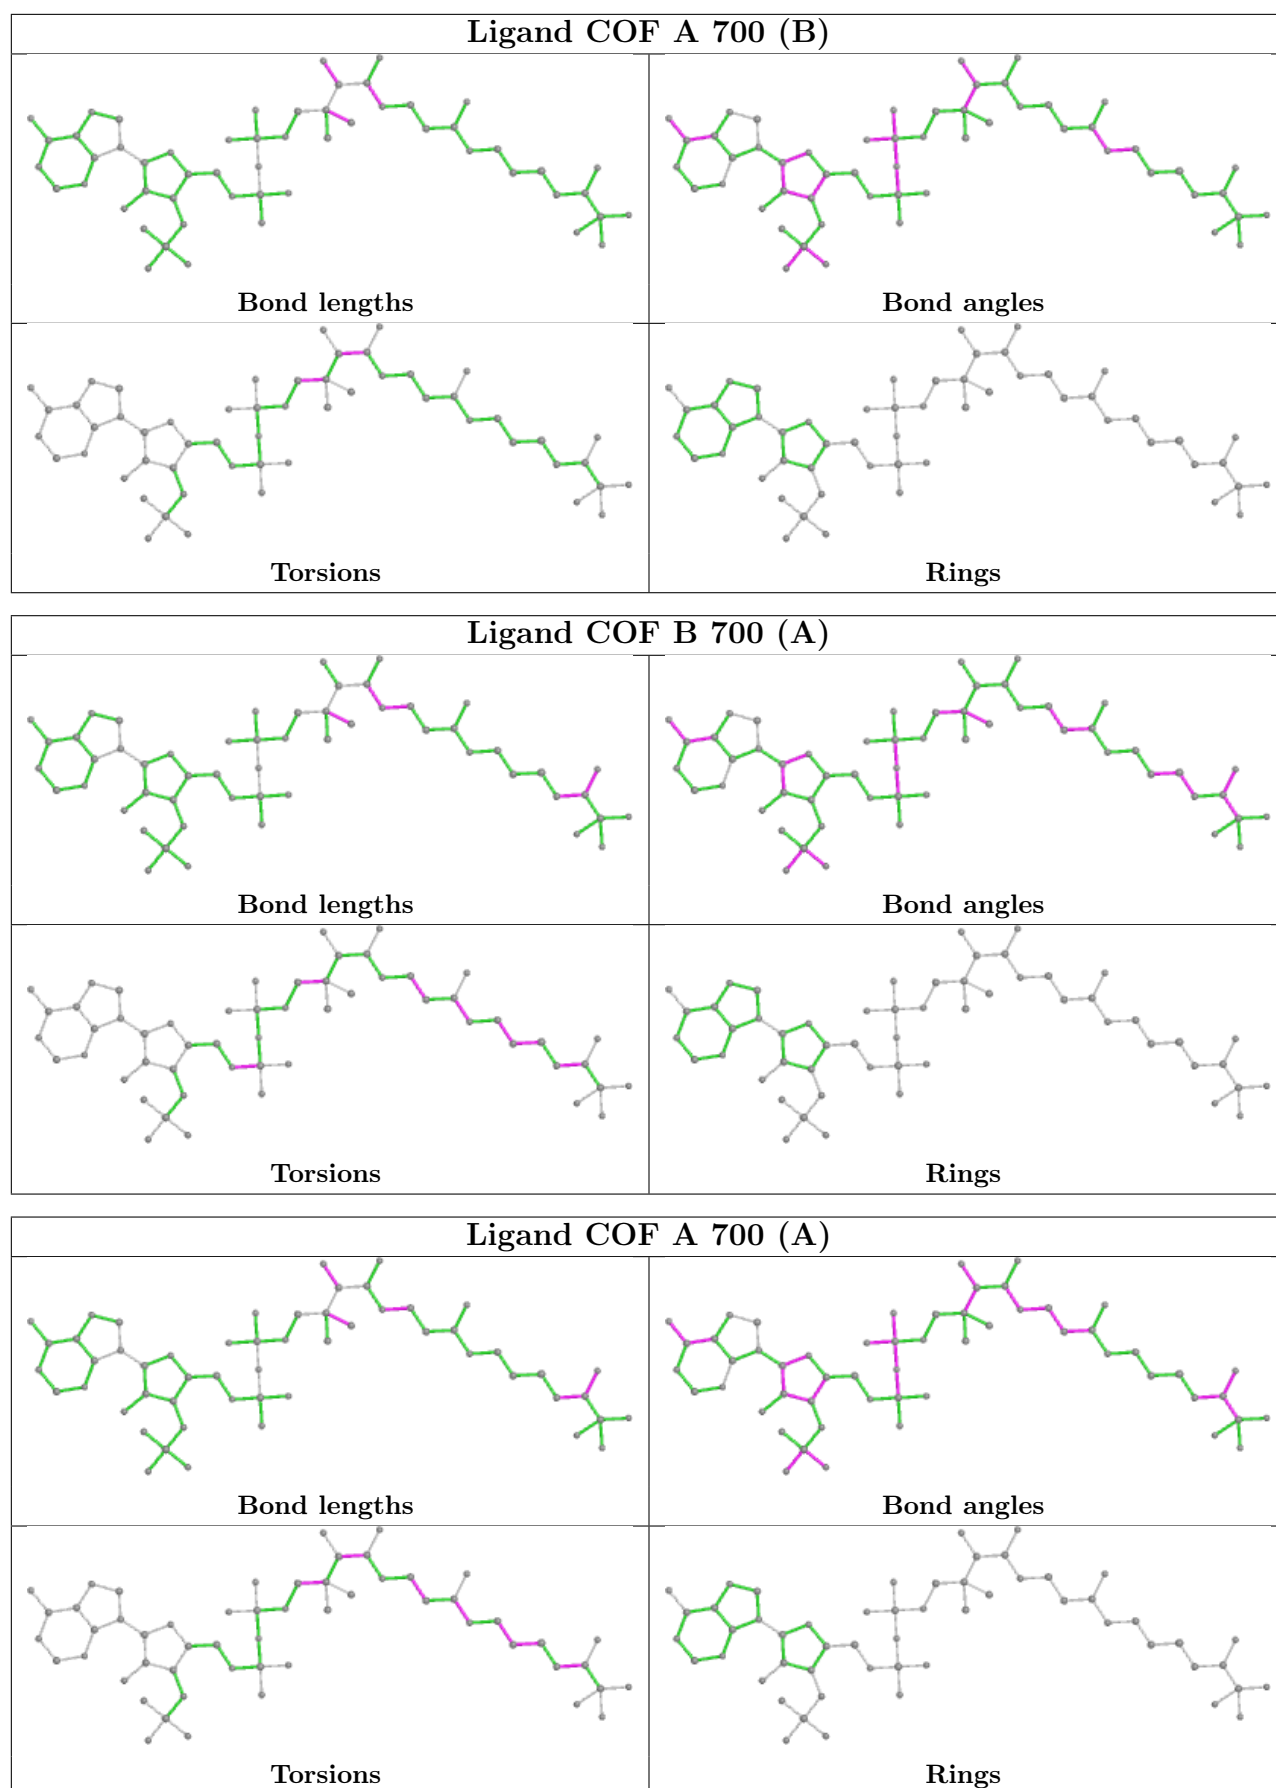 Ligand COF A 700 (B)
Bond lengths
Bond angles
Torsions
Rings
Ligand COF B 700 (A)
Bond lengths
Bond angles
Torsions
Rings
Ligand COF A 700 (A)
Bond lengths
Bond angles
Torsions
Rings